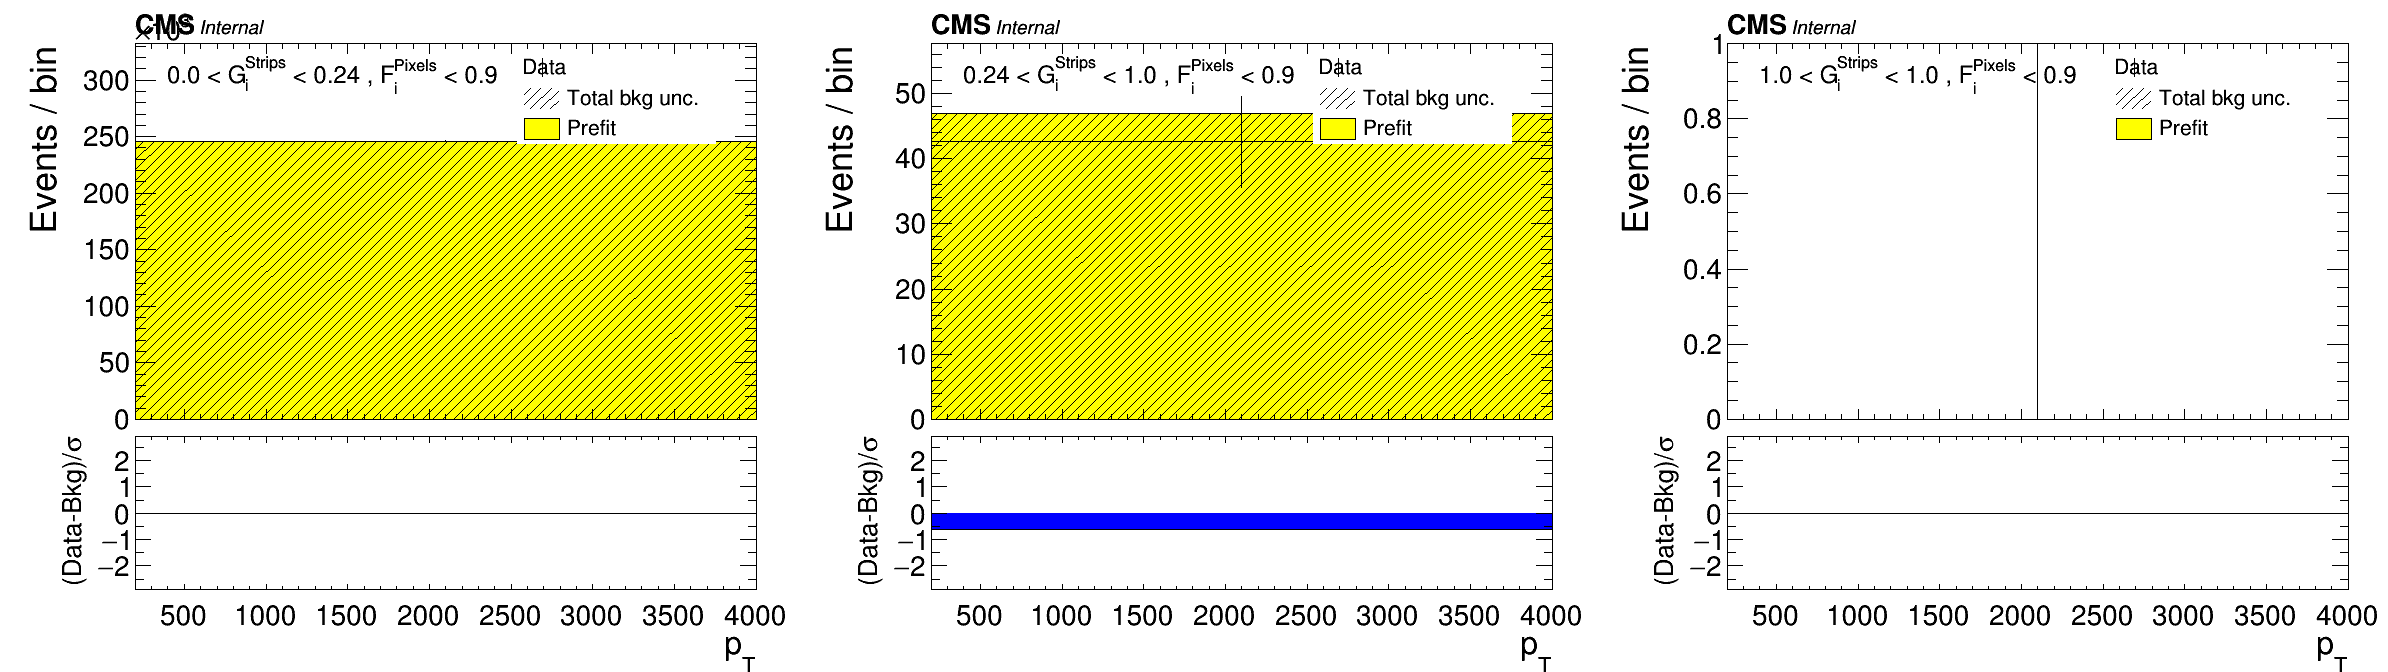 CMS Internal
×10³
Events / bin
0.0 < G_i^Strips < 0.24 , F_i^Pixels < 0.9
Data
Total bkg unc.
Prefit
300
250
200
150
100
50
0
(Data-Bkg)/σ
2
1
0
−1
−2
500 1000 1500 2000 2500 3000 3500 4000
p_T
CMS Internal
Events / bin
0.24 < G_i^Strips < 1.0 , F_i^Pixels < 0.9
Data
Total bkg unc.
Prefit
50
40
30
20
10
0
(Data-Bkg)/σ
2
1
0
−1
−2
500 1000 1500 2000 2500 3000 3500 4000
p_T
CMS Internal
Events / bin
1.0 < G_i^Strips < 1.0 , F_i^Pixels < 0.9
Data
Total bkg unc.
Prefit
1
0.8
0.6
0.4
0.2
0
(Data-Bkg)/σ
2
1
0
−1
−2
500 1000 1500 2000 2500 3000 3500 4000
p_T